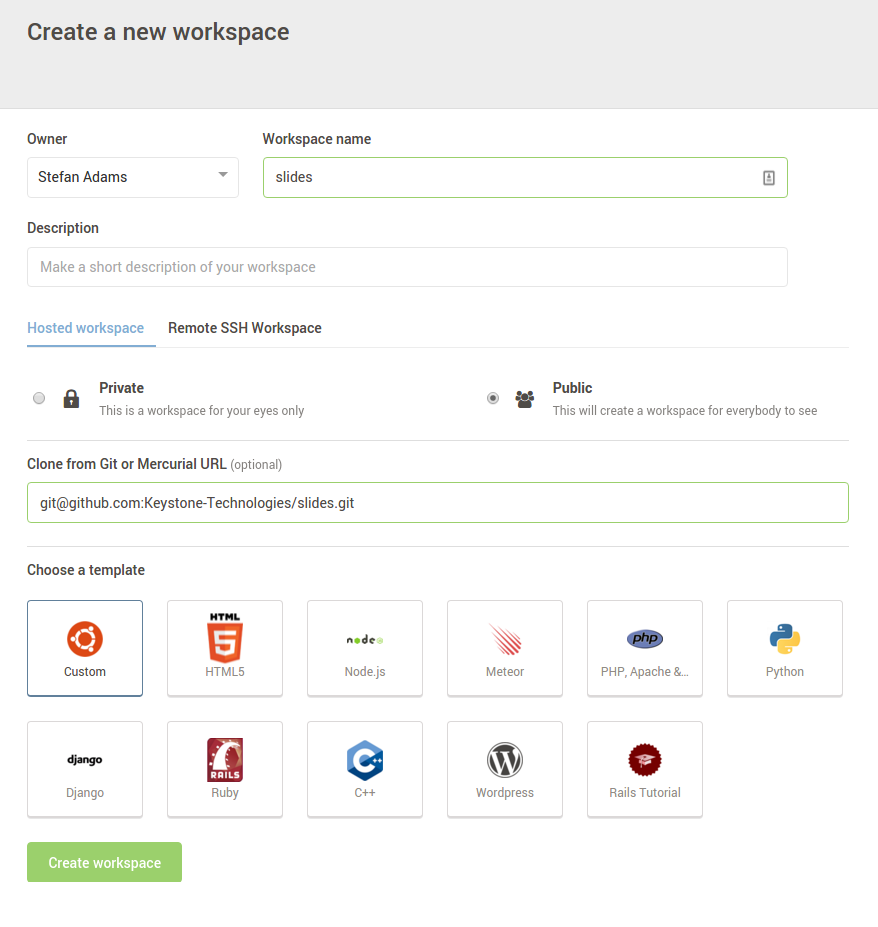 Create a new workspace
Owner
Workspace name
Stefan Adams
slides
Description
Make a short description of your workspace
Hosted workspace
Remote SSH Workspace
Private
This is a workspace for your eyes only
Public
This will create a workspace for everybody to see
Clone from Git or Mercurial URL (optional)
git@github.com:Keystone-Technologies/slides.git
Choose a template
Custom
HTML
5
HTML5
node
Node.js
Meteor
php
PHP, Apache &...
Python
django
Django
RAILS
Ruby
C++
C++
W
Wordpress
Rails Tutorial
Create workspace